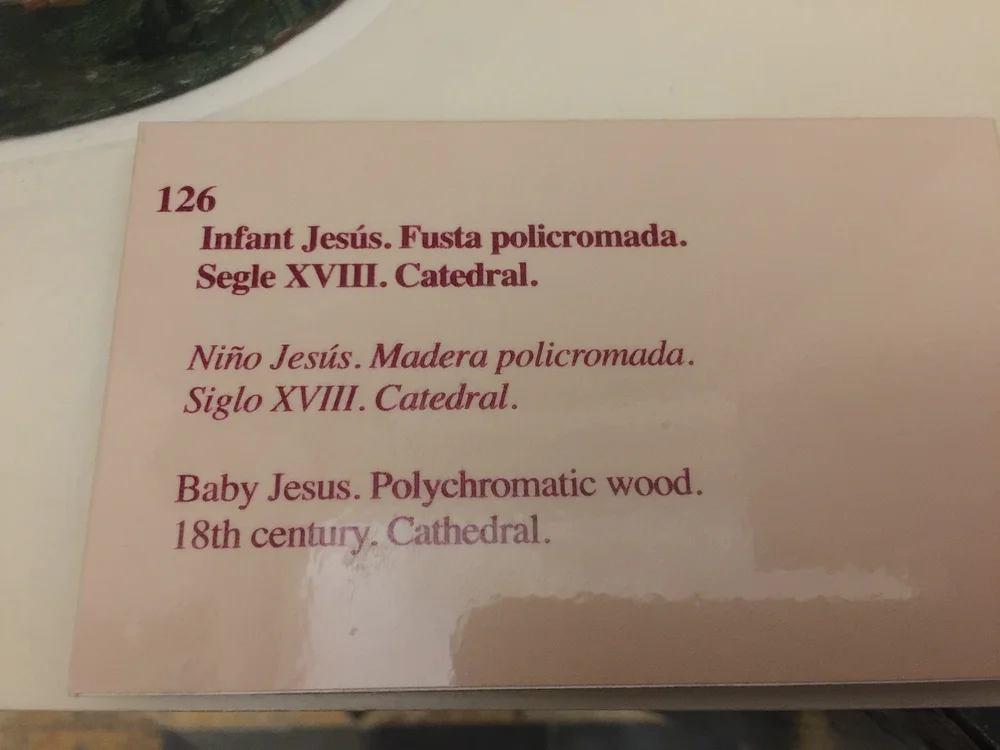 126
Infant Jesús. Fusta policromada.
Segle XVIII. Catedral.
Niño Jesús. Madera policromada.
Siglo XVIII. Catedral.
Baby Jesus. Polychromatic wood.
18th century. Cathedral.